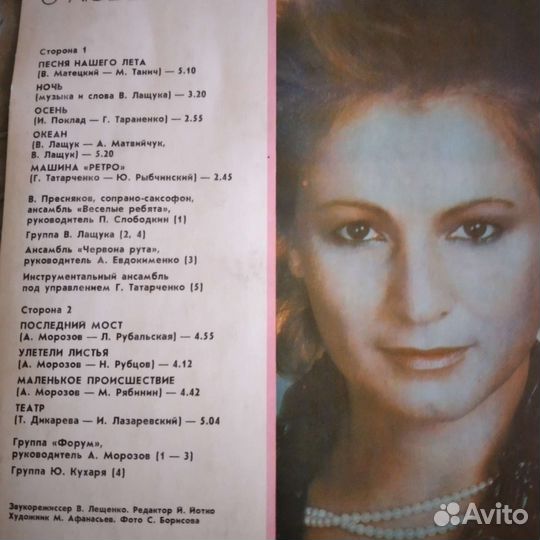 Сторона 1
ПЕСНЯ НАШЕГО ЛЕТА
(В. Матецкий — М. Танич) — 5.10
НОЧЬ
(музыка и слова В. Лащука) — 3.20
ОСЕНЬ
(И. Поклад — Г. Тараненко) — 2.55
ОКЕАН
(В. Лащук — А. Матвийчук,
В. Лащук) — 5.20
МАШИНА «РЕТРО»
(Г. Татарченко — Ю. Рыбчинский) — 2.45
В. Пресняков, сопрано-саксофон,
ансамбль «Веселые ребята»,
руководитель П. Слободкин (1)
Группа В. Лащука (2, 4)
Ансамбль «Червона рута»,
руководитель А. Евдокименко (3)
Инструментальный ансамбль
под управлением Г. Татарченко (5)
Сторона 2
ПОСЛЕДНИЙ МОСТ
(А. Морозов — Л. Рубальская) — 4.55
УЛЕТЕЛИ ЛИСТЬЯ
(А. Морозов — Н. Рубцов) — 4.12
МАЛЕНЬКОЕ ПРОИСШЕСТВИЕ
(А. Морозов — М. Рябинин) — 4.42
ТЕАТР
(Т. Дикарева — И. Лазаревский) — 5.04
Группа «Форум»,
руководитель А. Морозов (1 — 3)
Группа Ю. Кухаря (4)
Звукорежиссер В. Лещенко. Редактор Й. Йотко
Художник М. Афанасьев. Фото С. Борисова
Avito